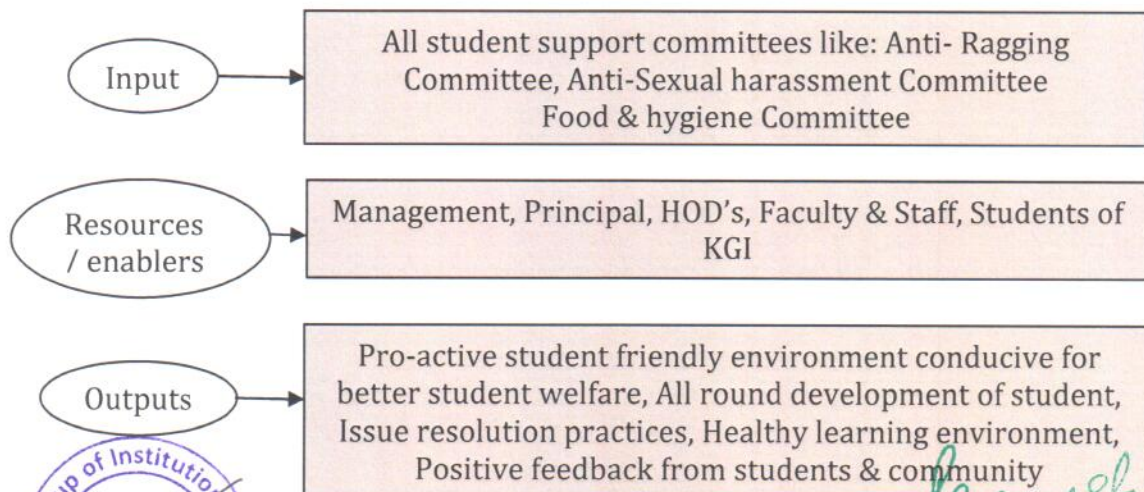 Input
All student support committees like: Anti- Ragging
Committee, Anti-Sexual harassment Committee
Food & hygiene Committee
Resources
/ enablers
Management, Principal, HOD's, Faculty & Staff, Students of
KGI
Outputs
Pro-active student friendly environment conducive for
better student welfare, All round development of student,
Issue resolution practices, Healthy learning environment,
Positive feedback from students & community
of